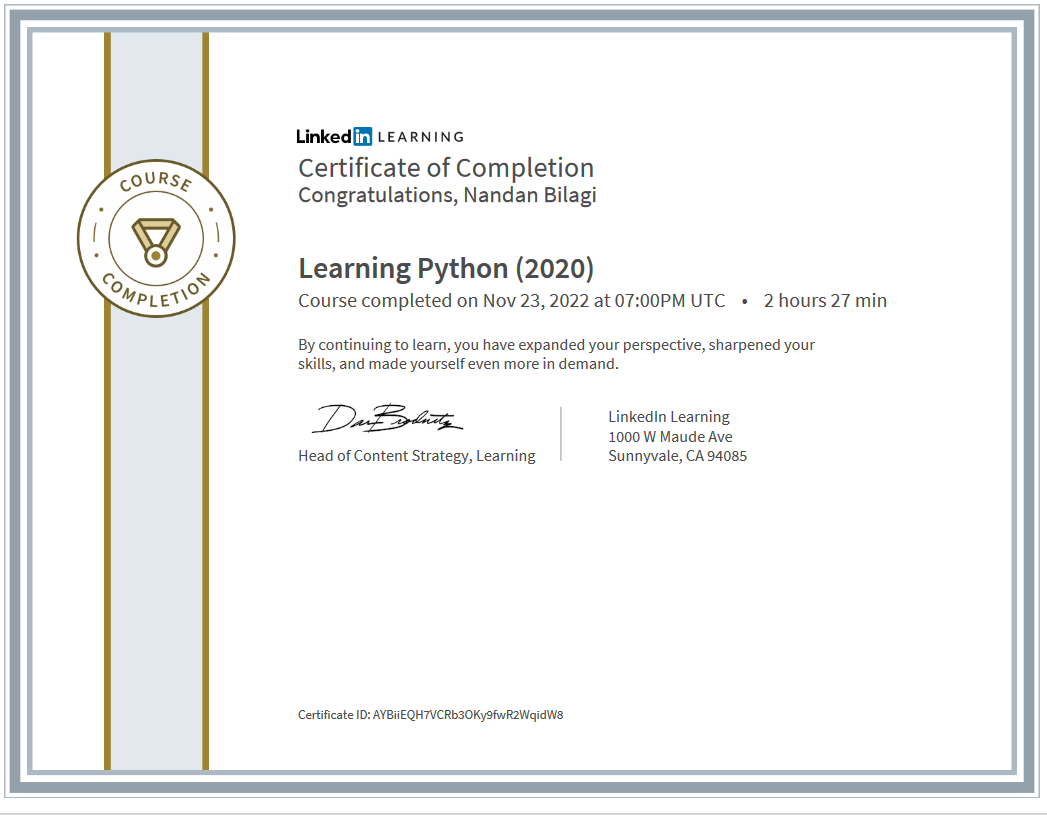 COURSE
COMPLETION
Linked in LEARNING
Certificate of Completion
Congratulations, Nandan Bilagi
Learning Python (2020)
Course completed on Nov 23, 2022 at 07:00PM UTC • 2 hours 27 min
By continuing to learn, you have expanded your perspective, sharpened your
skills, and made yourself even more in demand.
Head of Content Strategy, Learning
LinkedIn Learning
1000 W Maude Ave
Sunnyvale, CA 94085
Certificate ID: AYBiiEQH7VCRb3OKy9fwR2WqidW8